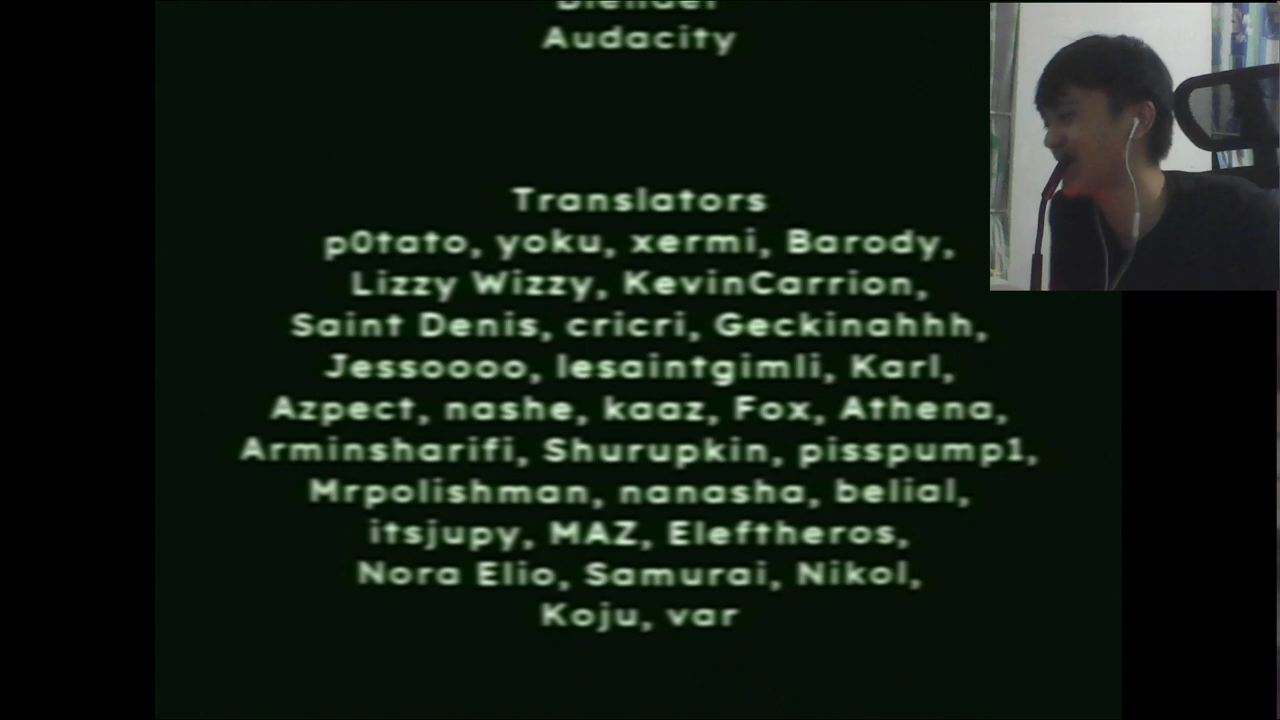 Blender
Audacity
Translators
p0tato, yoku, xermi, Barody,
Lizzy Wizzy, KevinCarrion,
Saint Denis, cricri, Geckinahhh,
Jessoooo, lesaintgimli, Karl,
Azpect, nashe, kaaz, Fox, Athena,
Arminsharifi, Shurupkin, pisspump1,
Mrpolishman, nanasha, belial,
itsjupy, MAZ, Eleftheros,
Nora Elio, Samurai, Nikol,
Koju, var